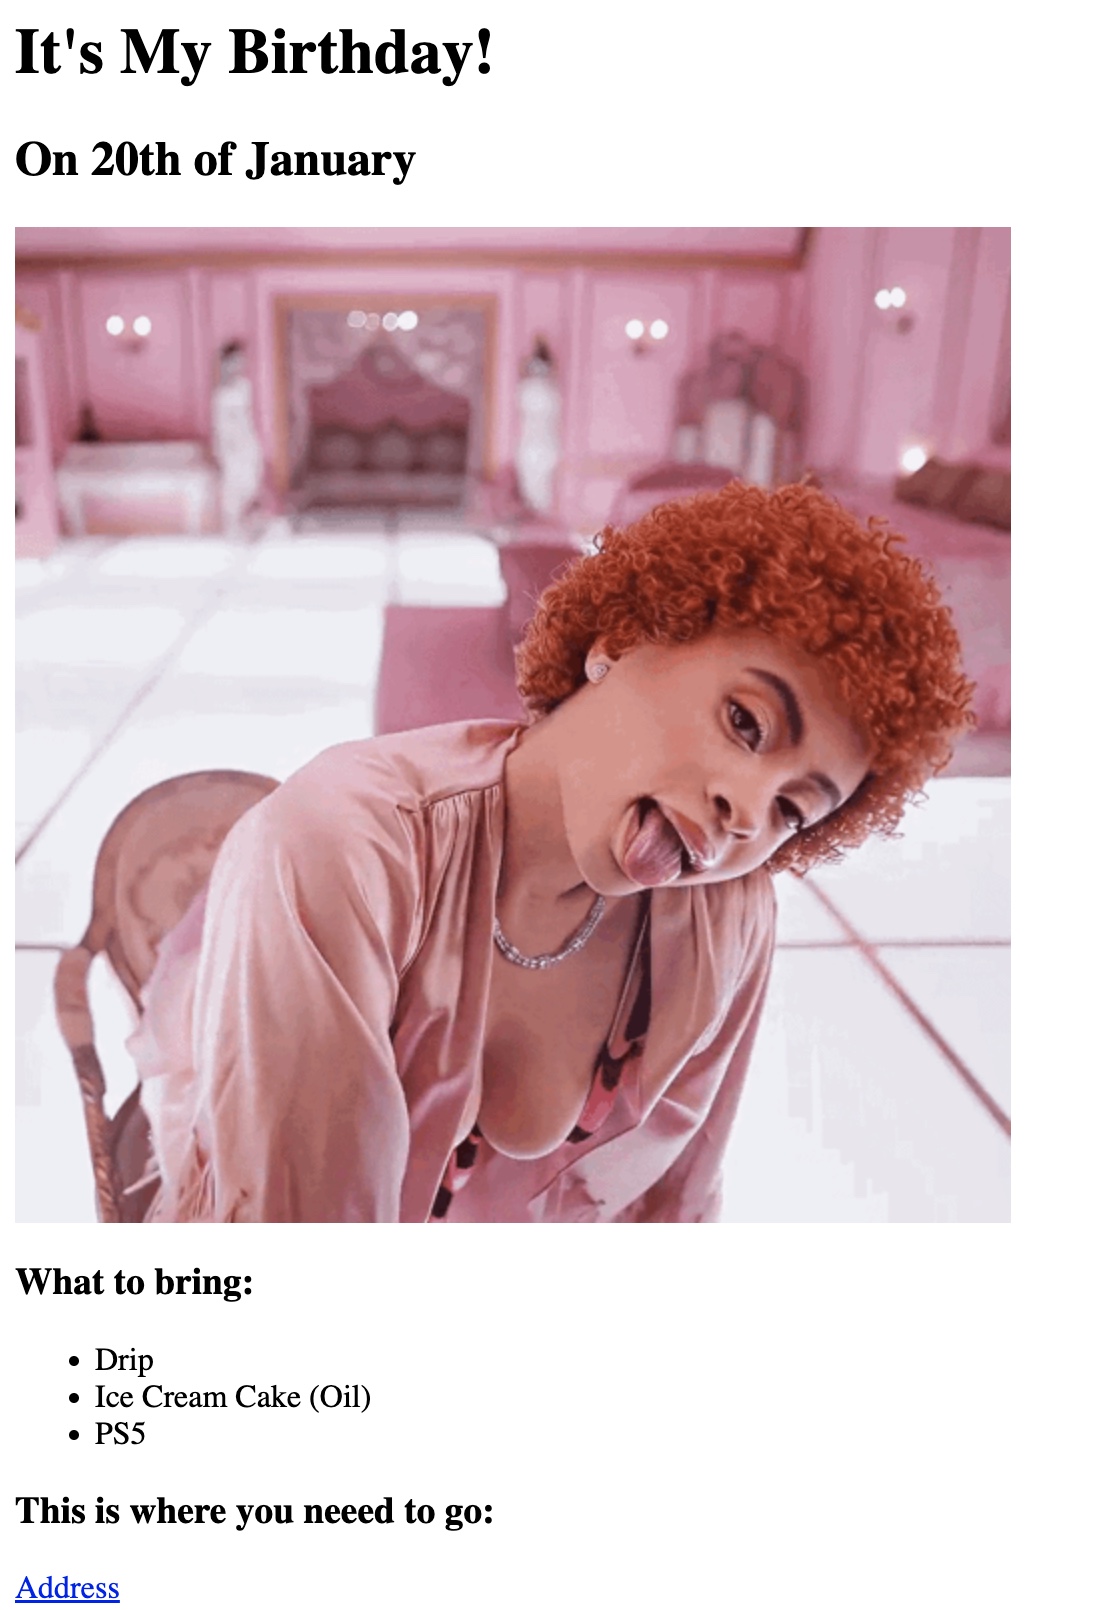 It's My Birthday!
On 20th of January
What to bring:
Drip
Ice Cream Cake (Oil)
PS5
This is where you neeed to go:
Address